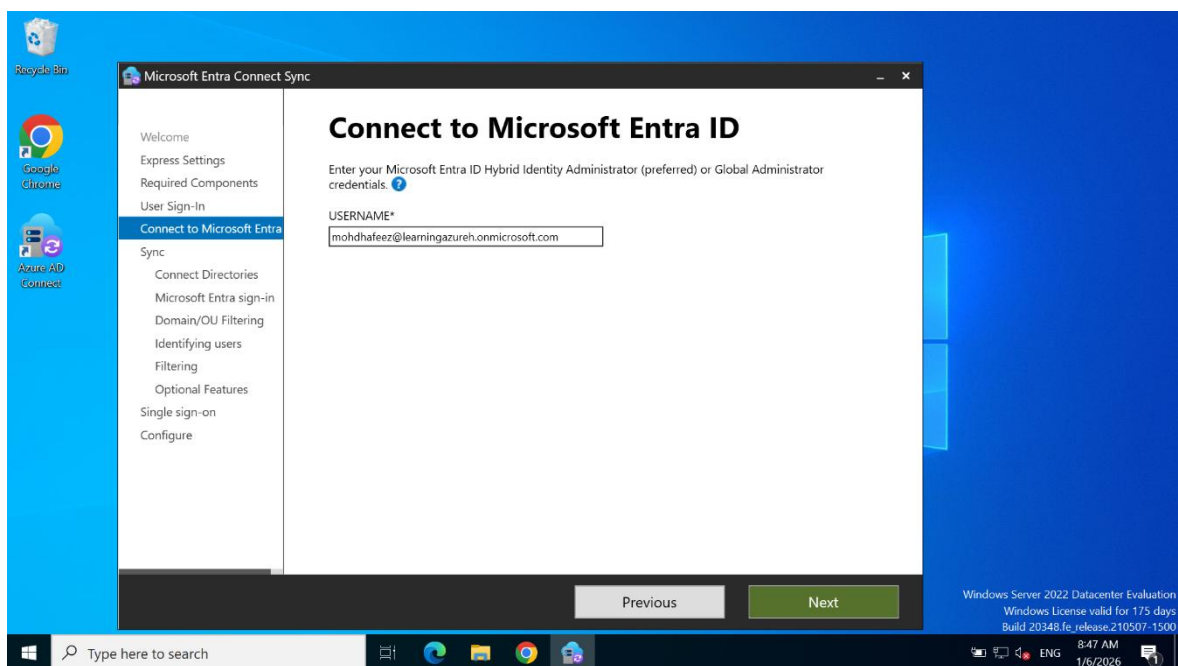 Recycle Bin
Google
Chrome
Azure AD
Connect
Microsoft Entra Connect Sync
Welcome
Express Settings
Required Components
User Sign-In
Connect to Microsoft Entra
Sync
Connect Directories
Microsoft Entra sign-in
Domain/OU Filtering
Identifying users
Filtering
Optional Features
Single sign-on
Configure
Connect to Microsoft Entra ID
Enter your Microsoft Entra ID Hybrid Identity Administrator (preferred) or Global Administrator
credentials. ?
USERNAME*
mohdhafeez@learningazureh.onmicrosoft.com
Previous
Next
Windows Server 2022 Datacenter Evaluation
Windows License valid for 175 days
Build 20348.fe_release.210507-1500
Type here to search
ENG
8:47 AM
1/6/2026
1